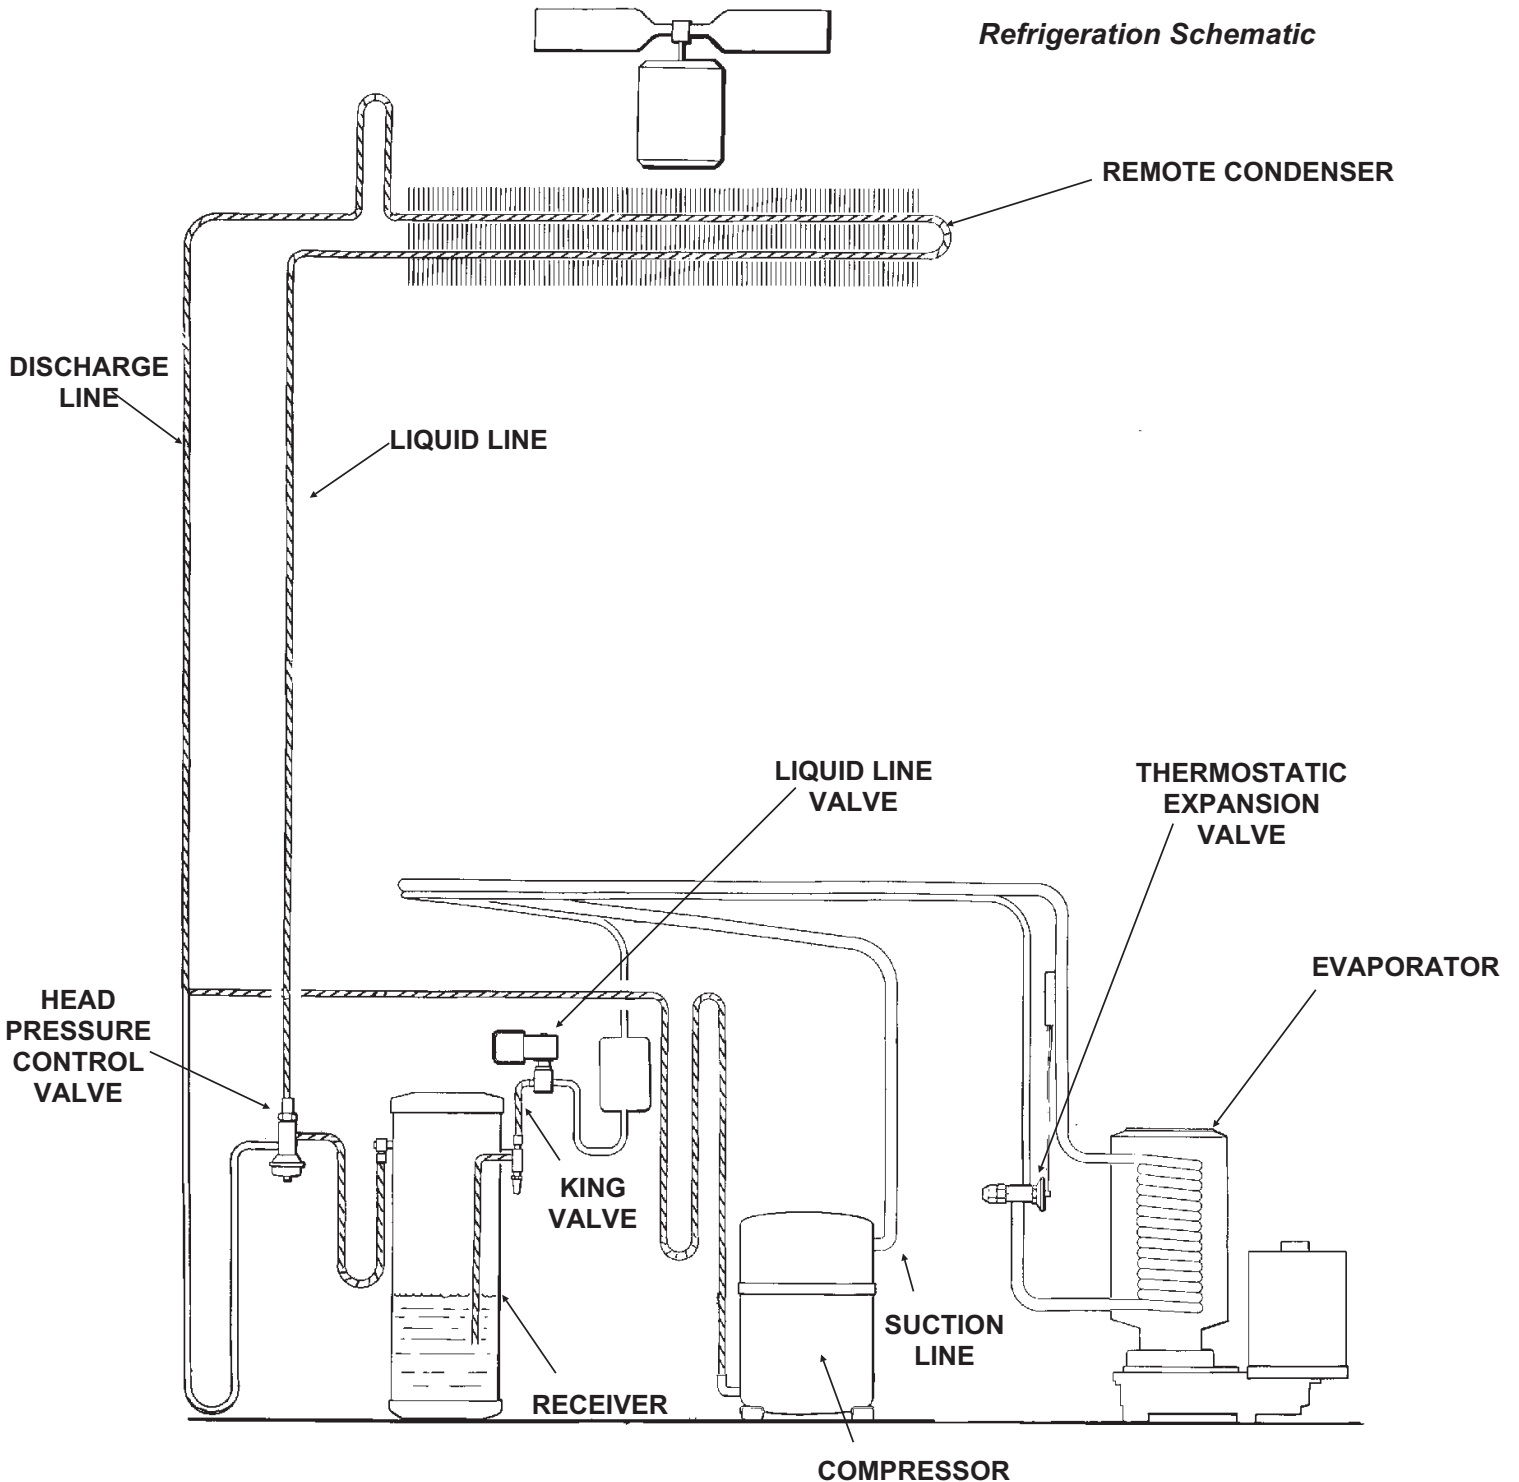 Refrigeration Schematic
REMOTE CONDENSER
DISCHARGE
LINE
LIQUID LINE
LIQUID LINE
VALVE
THERMOSTATIC
EXPANSION
VALVE
EVAPORATOR
HEAD
PRESSURE
CONTROL
VALVE
KING
VALVE
SUCTION
LINE
RECEIVER
COMPRESSOR